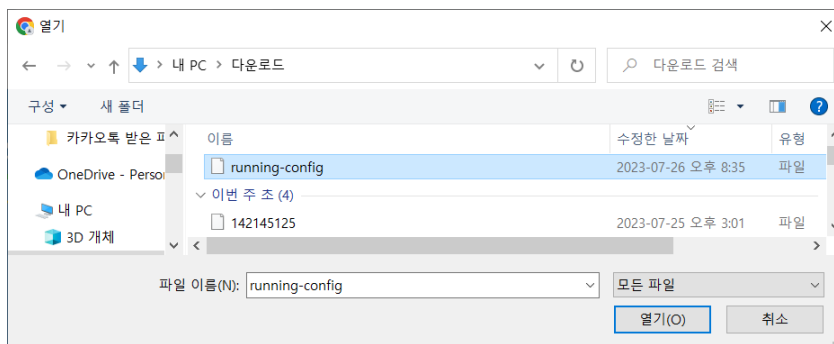 열기
내 PC > 다운로드
다운로드 검색
구성
새 폴더
카카오톡 받은
이름
수정한 날짜
유형
running-config
2023-07-26 오후 8:35
파일
OneDrive - Person
이번 주 초 (4)
내 PC
142145125
2023-07-25 오후 3:01
파일
3D 개체
파일 이름(N):
running-config
모든 파일
열기(O)
취소